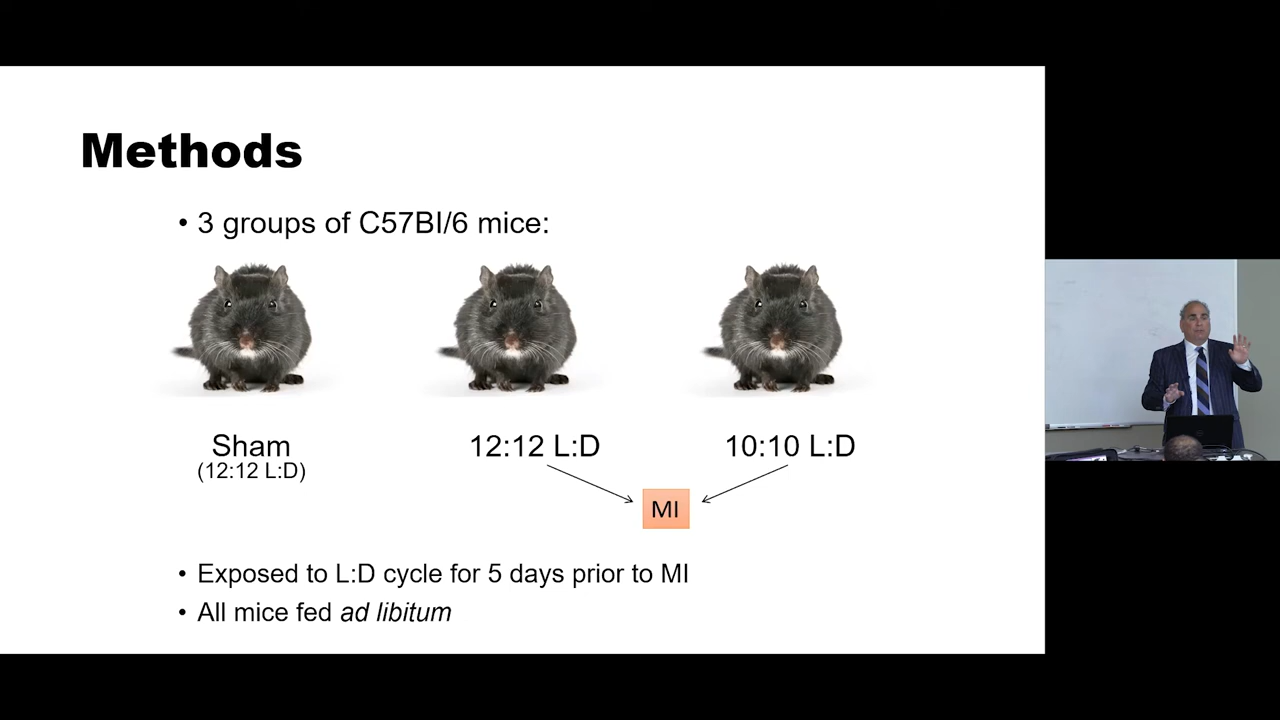 Methods
• 3 groups of C57Bl/6 mice:
Sham
(12:12 L:D)
12:12 L:D
10:10 L:D
MI
• Exposed to L:D cycle for 5 days prior to MI
• All mice fed ad libitum